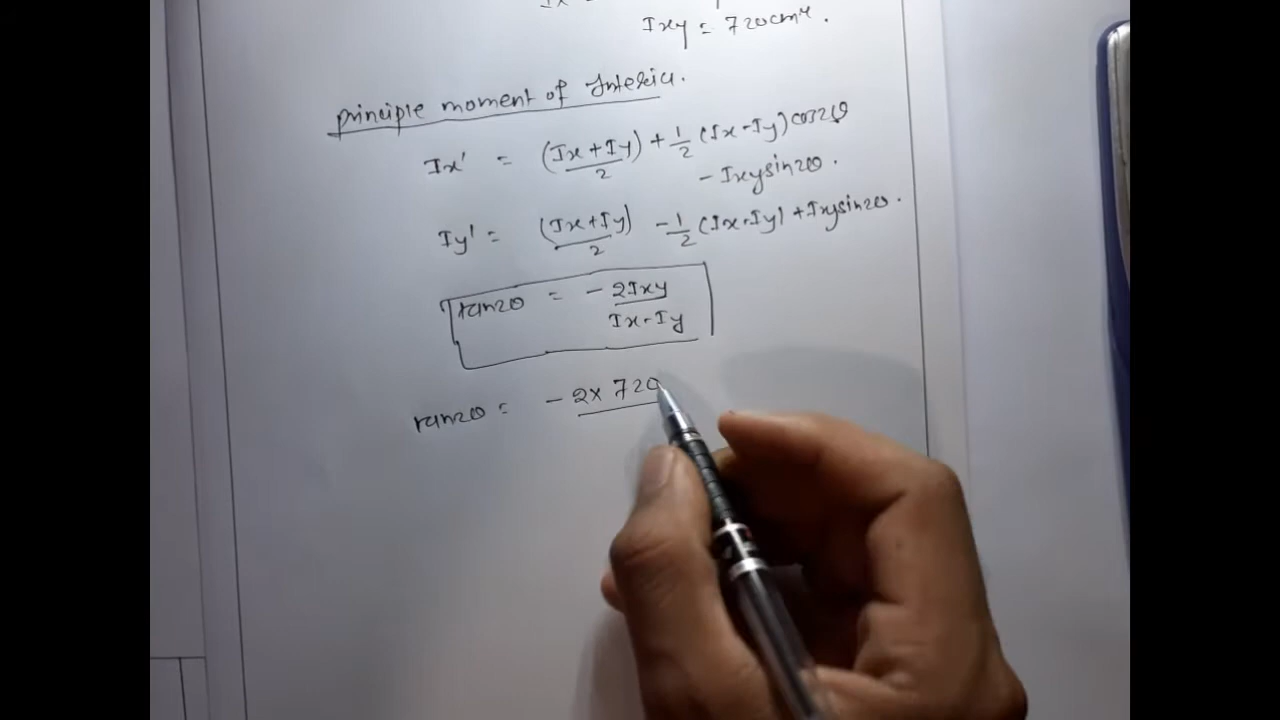 Ixy = 720cm⁴.
principle moment of Interia.
Ix' = (Ix + Iy)/2 + 1/2 (Ix - Iy) cos2θ
- Ixysin2θ.
Iy' = (Ix + Iy)/2 - 1/2 (Ix - Iy) + Ixysin2θ.
tan2θ = - 2Ixy / Ix - Iy
tan2θ = - 2x 720